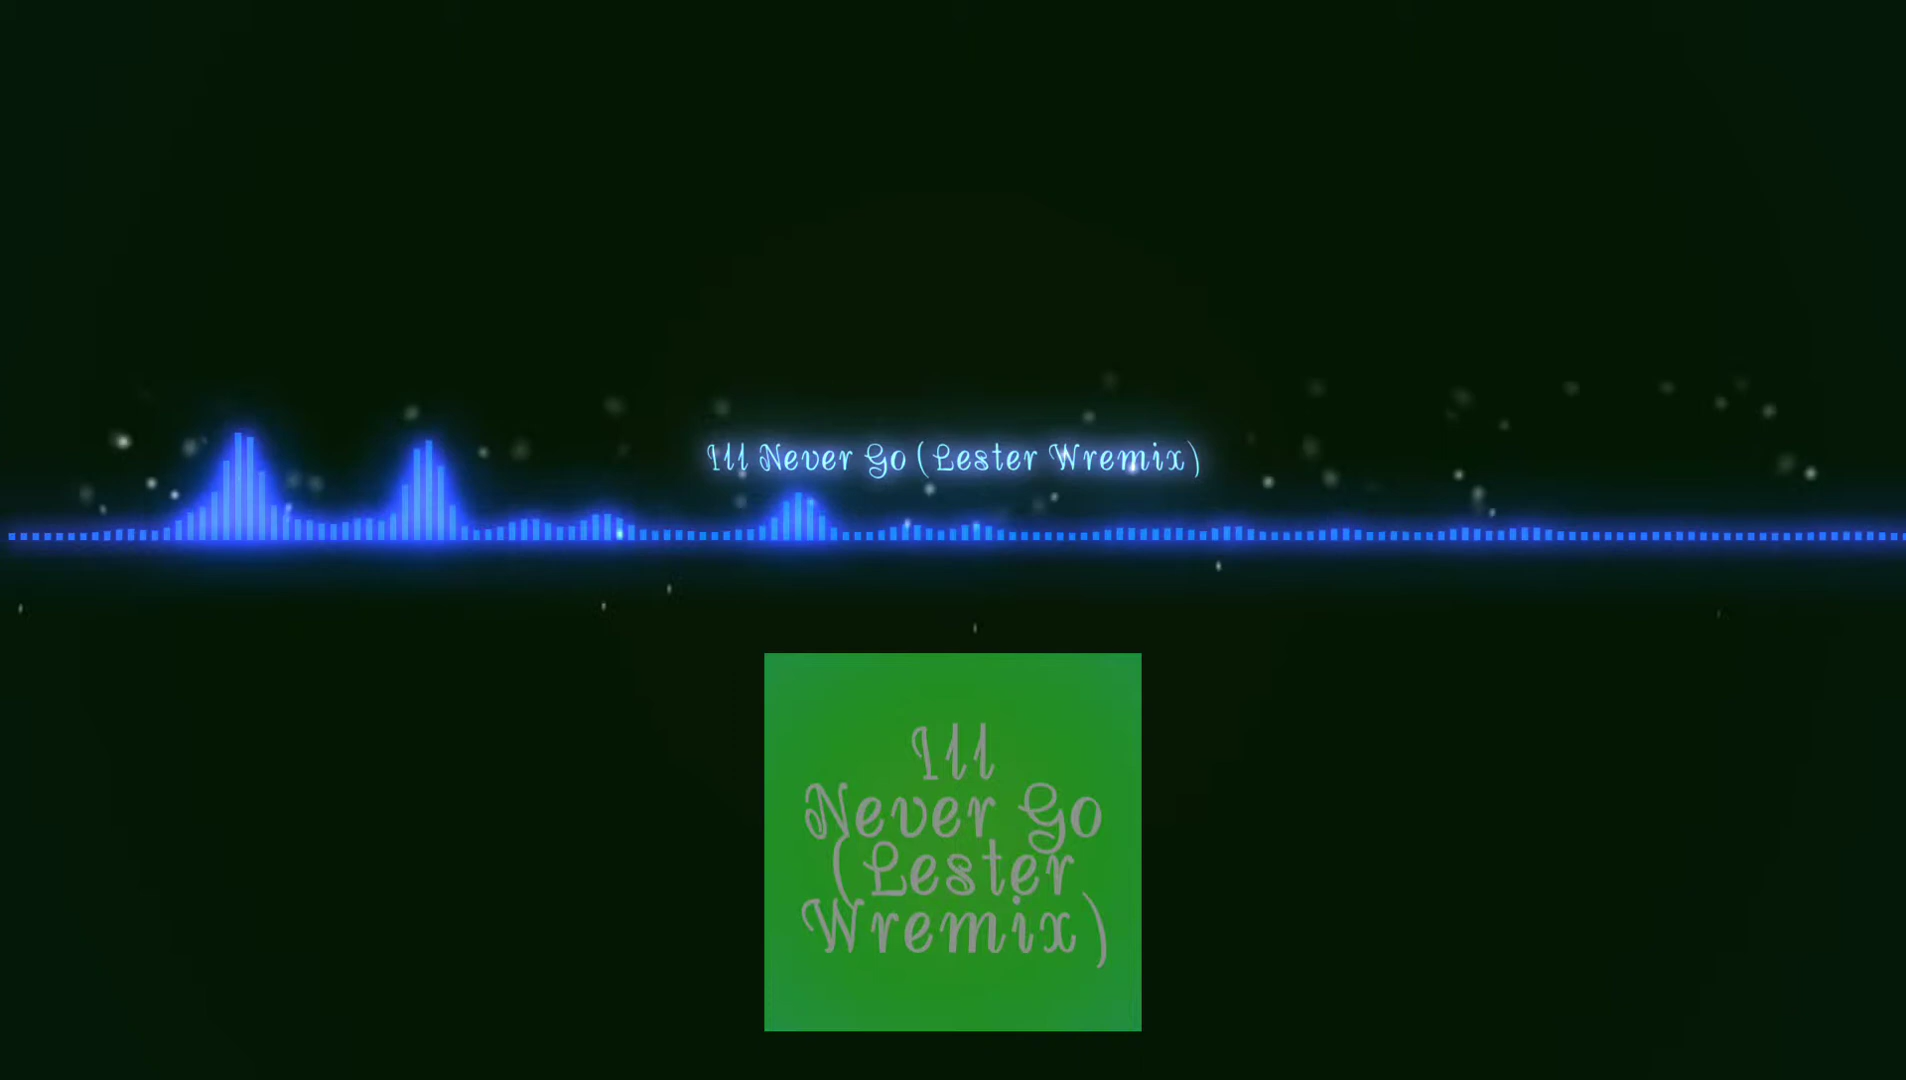 Ill Never Go (Lester Wremix)
Ill
Never Go
(Lester
Wremix)